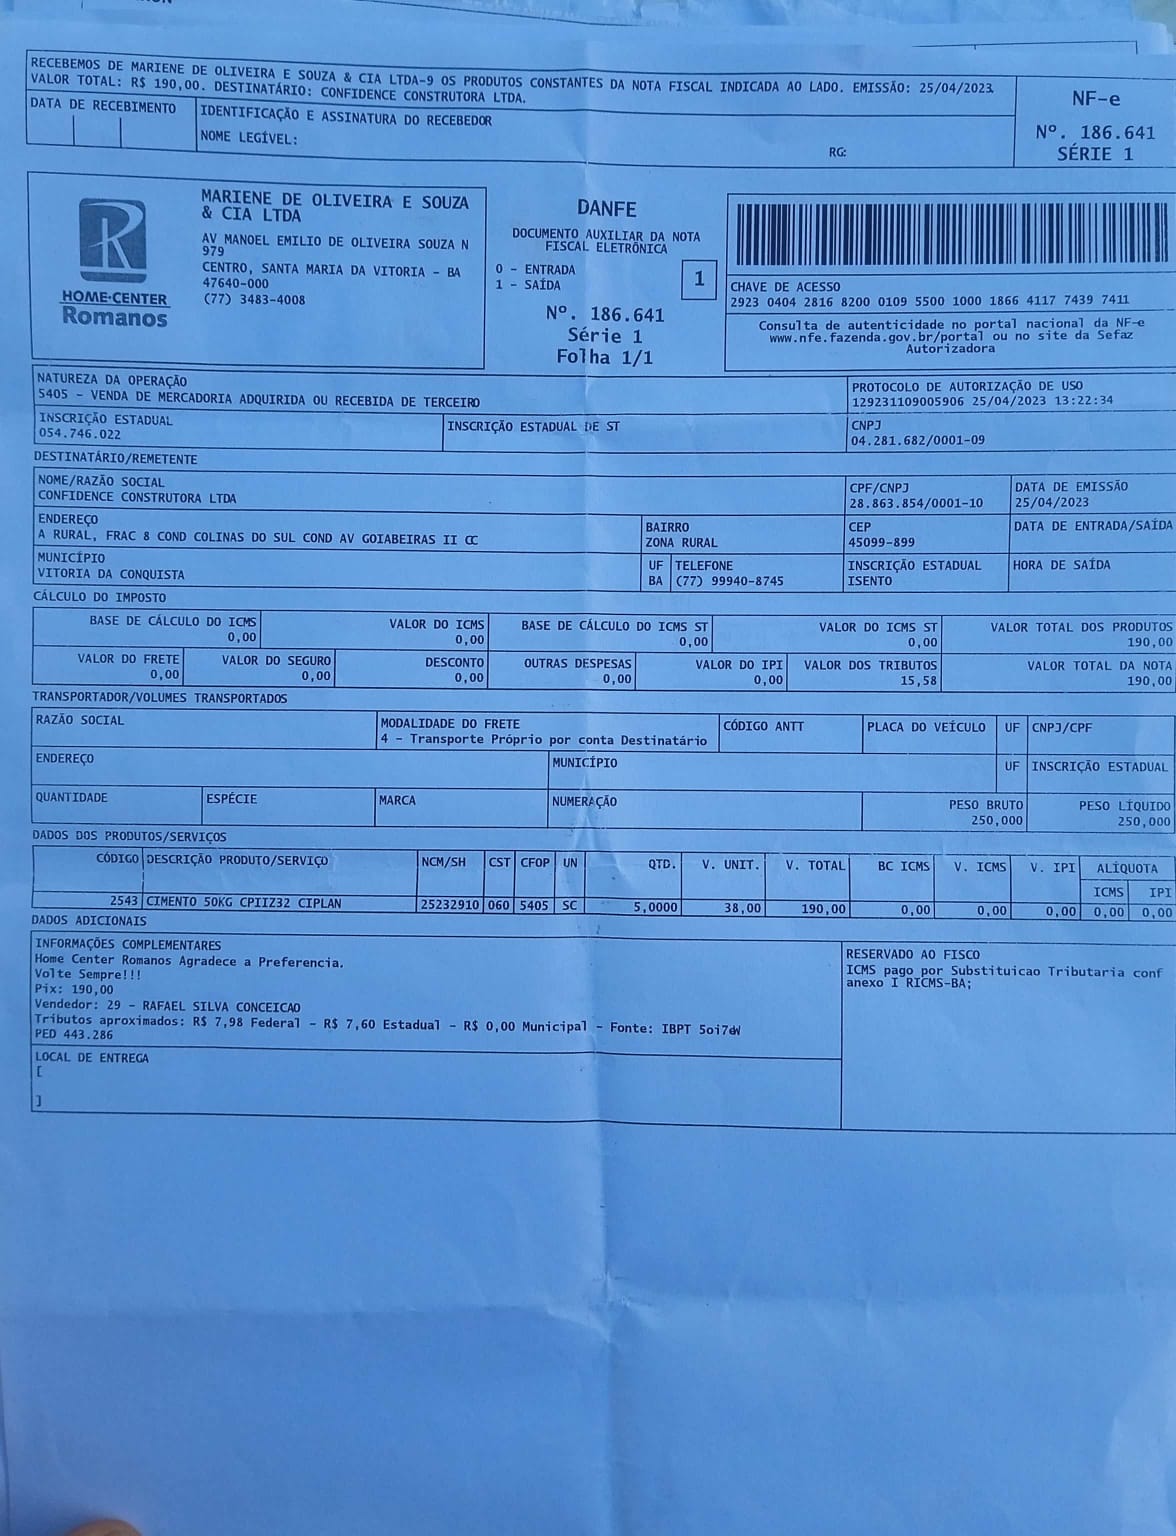 RECEBEMOS DE MARIENE DE OLIVEIRA E SOUZA & CIA LTDA-9 OS PRODUTOS CONSTANTES DA NOTA FISCAL INDICADA AO LADO. EMISSÃO: 25/04/2023.
VALOR TOTAL: R$ 190,00. DESTINATÁRIO: CONFIDENCE CONSTRUTORA LTDA.
DATA DE RECEBIMENTO
IDENTIFICAÇÃO E ASSINATURA DO RECEBEDOR
NOME LEGÍVEL:
RG:
NF-e
Nº. 186.641
SÉRIE 1
HOME-CENTER
Romanos
MARIENE DE OLIVEIRA E SOUZA
& CIA LTDA
AV MANOEL EMILIO DE OLIVEIRA SOUZA N
979
CENTRO, SANTA MARIA DA VITORIA - BA
47640-000
(77) 3483-4008
DANFE
DOCUMENTO AUXILIAR DA NOTA
FISCAL ELETRÔNICA
0 - ENTRADA
1 - SAÍDA
1
Nº. 186.641
Série 1
Folha 1/1
CHAVE DE ACESSO
2923 0404 2816 8200 0109 5500 1000 1866 4117 7439 7411
Consulta de autenticidade no portal nacional da NF-e
www.nfe.fazenda.gov.br/portal ou no site da Sefaz
Autorizadora
NATUREZA DA OPERAÇÃO
5405 - VENDA DE MERCADORIA ADQUIRIDA OU RECEBIDA DE TERCEIRO
PROTOCOLO DE AUTORIZAÇÃO DE USO
129231109005906 25/04/2023 13:22:34
INSCRIÇÃO ESTADUAL
054.746.022
INSCRIÇÃO ESTADUAL DE ST
CNPJ
04.281.682/0001-09
DESTINATÁRIO/REMETENTE
NOME/RAZÃO SOCIAL
CONFIDENCE CONSTRUTORA LTDA
CPF/CNPJ
28.863.854/0001-10
DATA DE EMISSÃO
25/04/2023
ENDEREÇO
A RURAL, FRAC 8 COND COLINAS DO SUL COND AV GOIABEIRAS II CC
BAIRRO
ZONA RURAL
CEP
45099-899
DATA DE ENTRADA/SAÍDA
MUNICÍPIO
VITORIA DA CONQUISTA
UF
BA
TELEFONE
(77) 99940-8745
INSCRIÇÃO ESTADUAL
ISENTO
HORA DE SAÍDA
CÁLCULO DO IMPOSTO
BASE DE CÁLCULO DO ICMS
0,00
VALOR DO ICMS
0,00
BASE DE CÁLCULO DO ICMS ST
0,00
VALOR DO ICMS ST
0,00
VALOR TOTAL DOS PRODUTOS
190,00
VALOR DO FRETE
0,00
VALOR DO SEGURO
0,00
DESCONTO
0,00
OUTRAS DESPESAS
0,00
VALOR DO IPI
0,00
VALOR DOS TRIBUTOS
15,58
VALOR TOTAL DA NOTA
190,00
TRANSPORTADOR/VOLUMES TRANSPORTADOS
RAZÃO SOCIAL
MODALIDADE DO FRETE
4 - Transporte Próprio por conta Destinatário
CÓDIGO ANTT
PLACA DO VEÍCULO
UF
CNPJ/CPF
ENDEREÇO
MUNICÍPIO
UF
INSCRIÇÃO ESTADUAL
QUANTIDADE
ESPÉCIE
MARCA
NUMERAÇÃO
PESO BRUTO
250,000
PESO LÍQUIDO
250,000
DADOS DOS PRODUTOS/SERVIÇOS
CÓDIGO DESCRIÇÃO PRODUTO/SERVIÇO NCM/SH CST CFOP UN QTD. V. UNIT. V. TOTAL BC ICMS V. ICMS V. IPI ALÍQUOTA
ICMS IPI
2543 CIMENTO 50KG CPIIZ32 CIPLAN 25232910 060 5405 SC 5,0000 38,00 190,00 0,00 0,00 0,00 0,00 0,00
DADOS ADICIONAIS
INFORMAÇÕES COMPLEMENTARES
Home Center Romanos Agradece a Preferencia.
Volte Sempre!!!
Pix: 190,00
Vendedor: 29 - RAFAEL SILVA CONCEICAO
Tributos aproximados: R$ 7,98 Federal - R$ 7,60 Estadual - R$ 0,00 Municipal - Fonte: IBPT 5oi7eW
PED 443.286
RESERVADO AO FISCO
ICMS pago por Substituicao Tributaria conf
anexo I RICMS-BA;
LOCAL DE ENTREGA
[
]